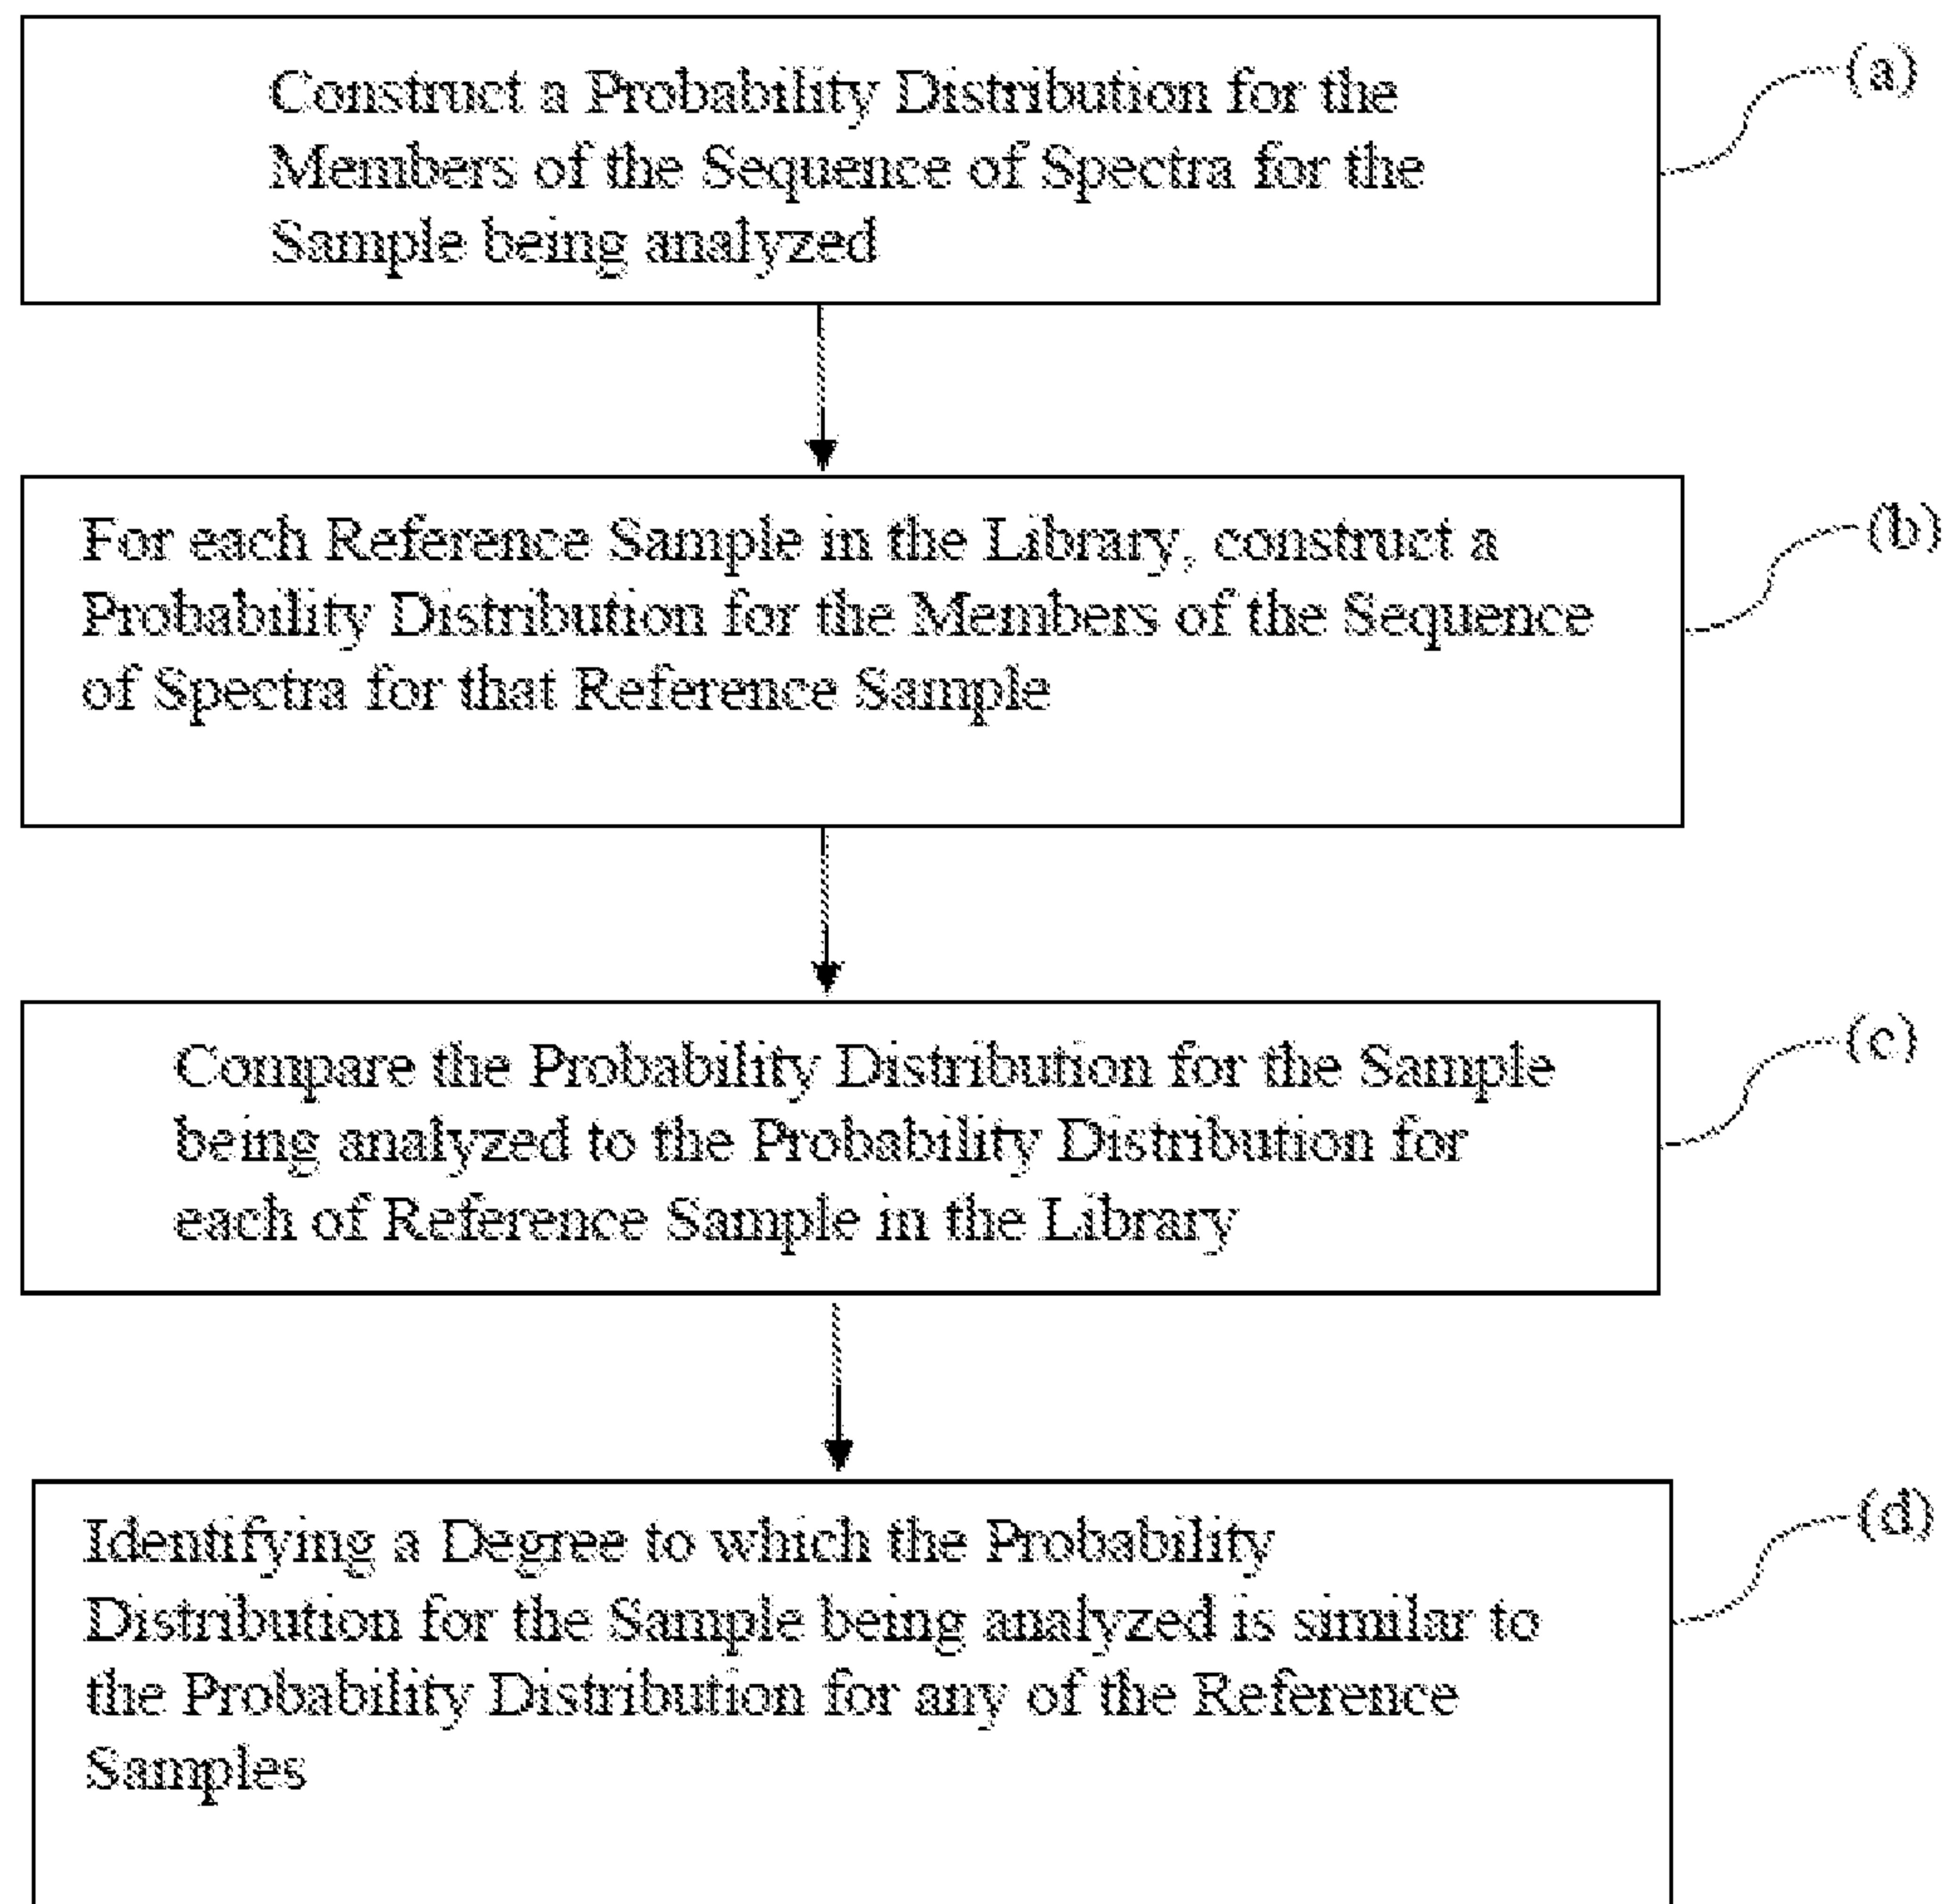 Construct a Probability Distribution for the
Members of the Sequence of Spectra for the
Sample being analyzed
(a)
For each Reference Sample in the Library, construct a
Probability Distribution for the Members of the Sequence
of Spectra for that Reference Sample
(b)
Compare the Probability Distribution for the Sample
being analyzed to the Probability Distribution for
each of Reference Sample in the Library
(c)
Identifying a Degree to which the Probability
Distribution for the Sample being analyzed is similar to
the Probability Distribution for any of the Reference
Samples
(d)